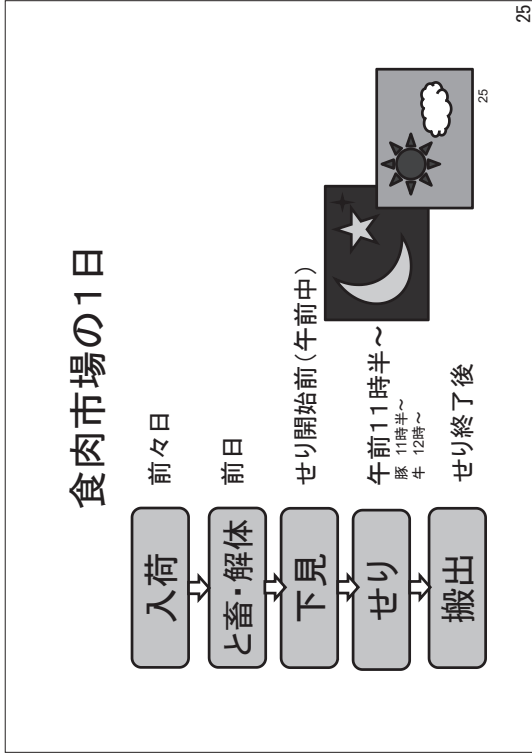 食肉市場の1日
入荷
前々日
と畜・解体
前日
下見
せり開始前(午前中)
せり
午前11時半～
豚 11時半～
牛 12時～
搬出
せり終了後
25
25